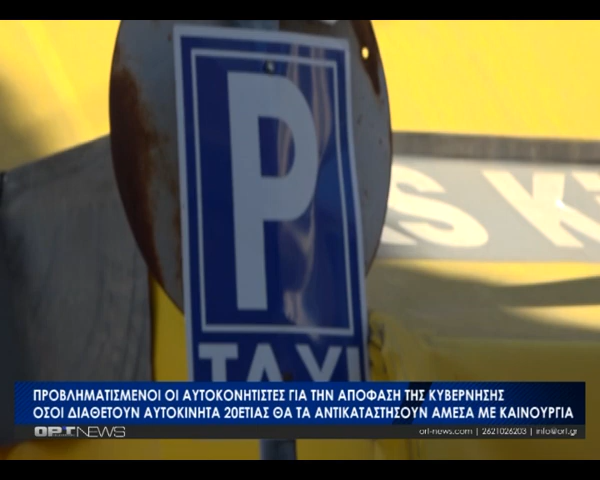 P
TAXI
S K
ΠΡΟΒΛΗΜΑΤΙΣΜΕΝΟΙ ΟΙ ΑΥΤΟΚΟΝΗΤΙΣΤΕΣ ΓΙΑ ΤΗΝ ΑΠΟΦΑΣΗ ΤΗΣ ΚΥΒΕΡΝΗΣΗΣ
ΟΣΟΙ ΔΙΑΘΕΤΟΥΝ ΑΥΤΟΚΙΝΗΤΑ 20ΕΤΙΑΣ ΘΑ ΤΑ ΑΝΤΙΚΑΤΑΣΤΗΣΟΥΝ ΑΜΕΣΑ ΜΕ ΚΑΙΝΟΥΡΓΙΑ
ORT NEWS
ort-news.com | 2621026203 | info@ort.gr